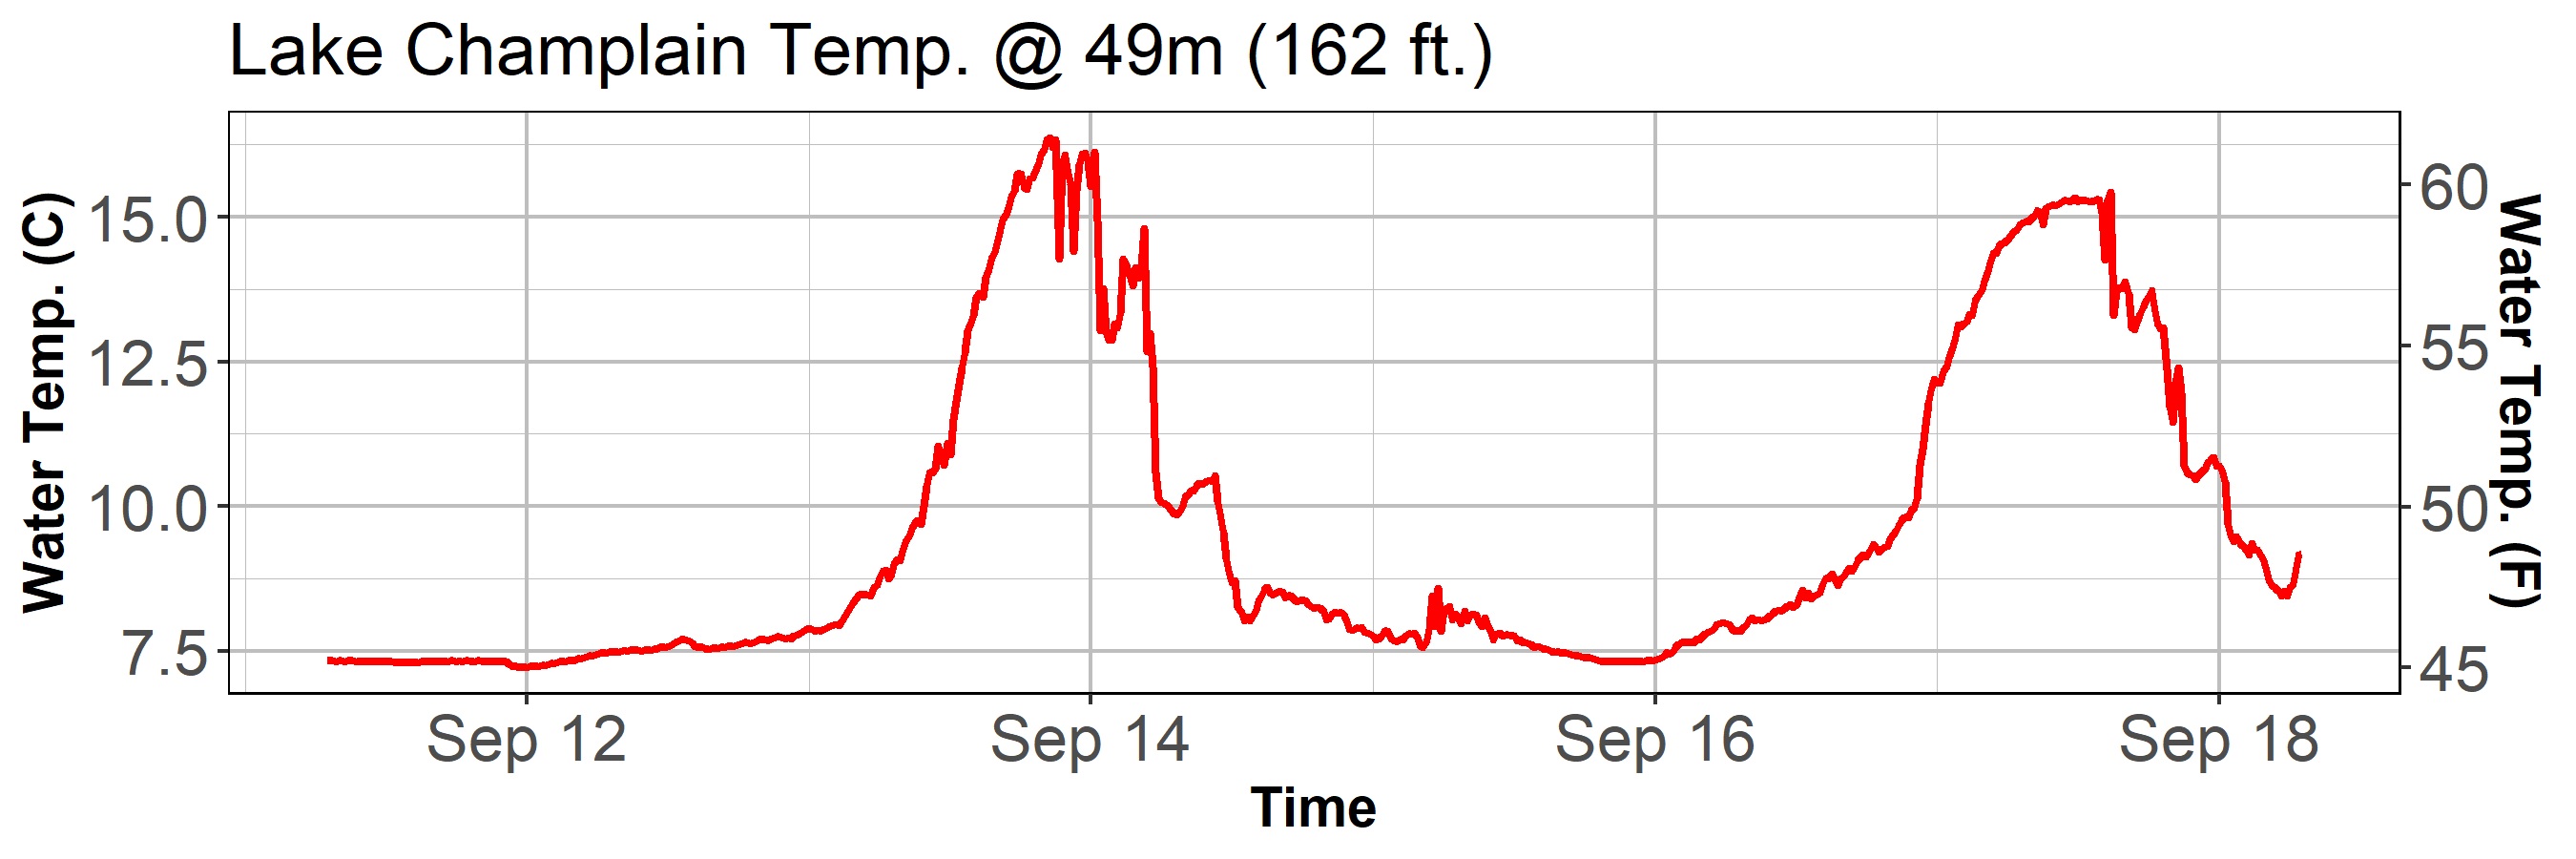 Lake Champlain Temp. @ 49m (162 ft.)
Water Temp. (C)
15.0
12.5
10.0
7.5
60
55
50
45
Water Temp. (F)
Sep 12
Sep 14
Sep 16
Sep 18
Time